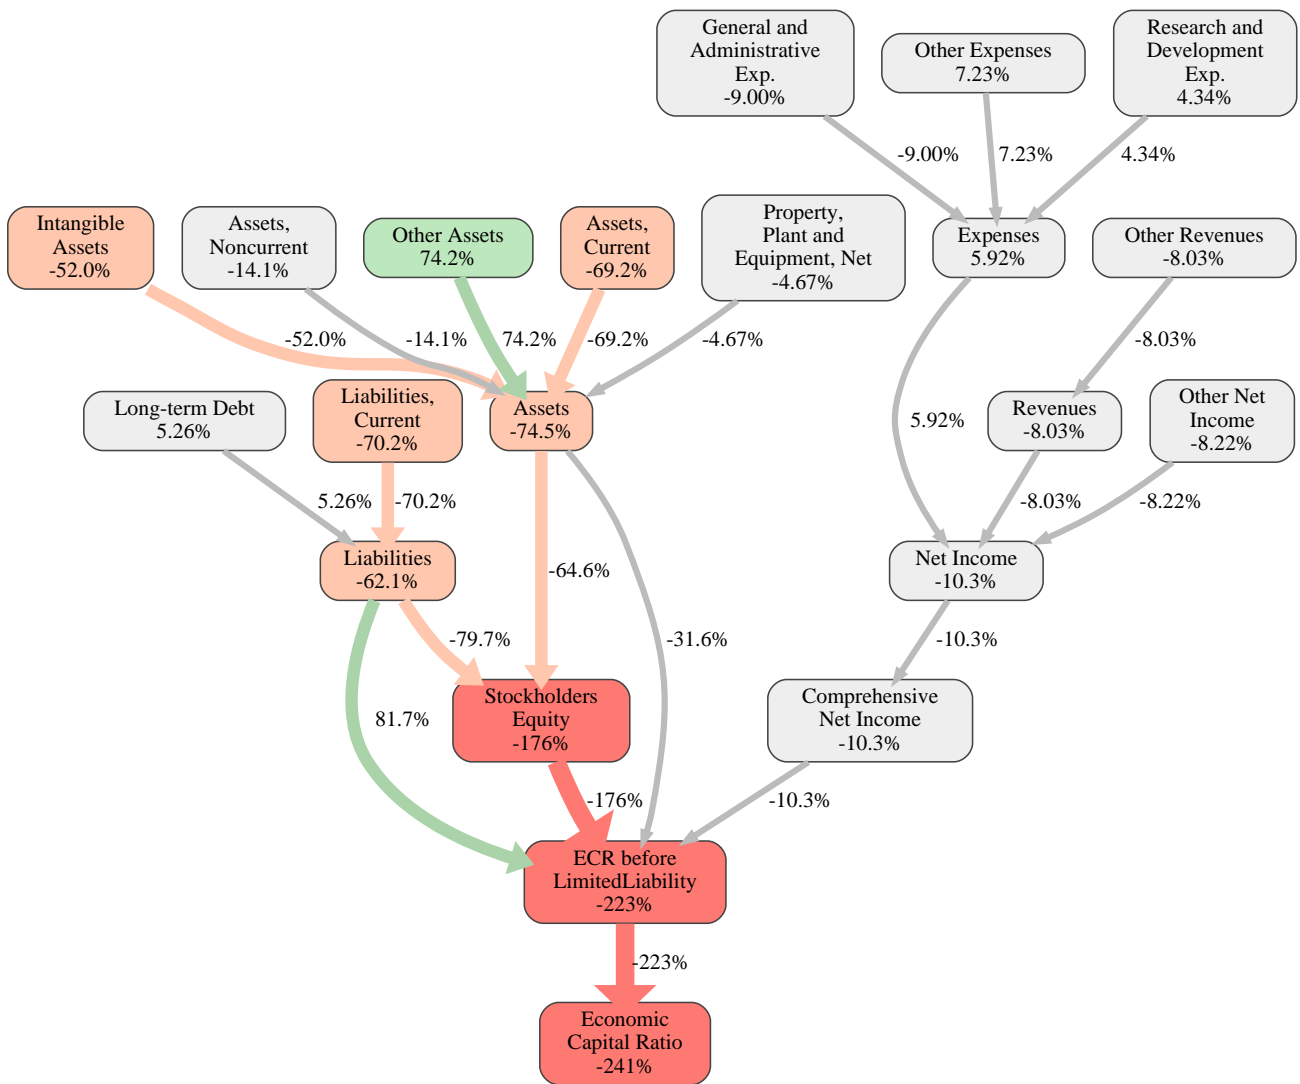 General and
Administrative
Exp.
-9.00%
Other Expenses
7.23%
Research and
Development
Exp.
4.34%
-9.00%
7.23%
4.34%
Intangible
Assets
-52.0%
Assets,
Noncurrent
-14.1%
Other Assets
74.2%
Assets,
Current
-69.2%
Property,
Plant and
Equipment, Net
-4.67%
Expenses
5.92%
Other Revenues
-8.03%
-52.0%
-14.1%
74.2%
-69.2%
-4.67%
-8.03%
Long-term Debt
5.26%
Liabilities,
Current
-70.2%
Assets
-74.5%
5.92%
Revenues
-8.03%
Other Net
Income
-8.22%
5.26%
-70.2%
-8.03%
-8.22%
Liabilities
-62.1%
-64.6%
Net Income
-10.3%
-79.7%
-31.6%
-10.3%
81.7%
Stockholders
Equity
-176%
Comprehensive
Net Income
-10.3%
-176%
-10.3%
ECR before
LimitedLiability
-223%
-223%
Economic
Capital Ratio
-241%